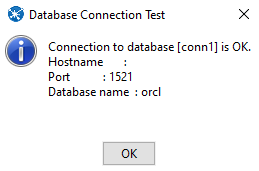 Database Connection Test
Connection to database [conn1] is OK.
Hostname :
Port : 1521
Database name : orcl
OK